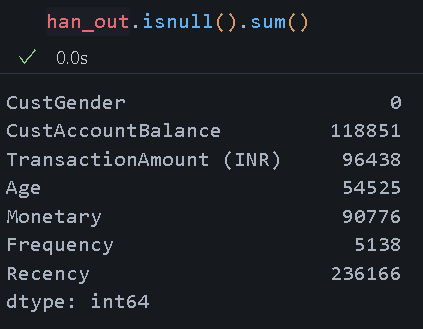 han_out.isnull().sum()
0.0s
CustGender 0
CustAccountBalance 118851
TransactionAmount (INR) 96438
Age 54525
Monetary 90776
Frequency 5138
Recency 236166
dtype: int64